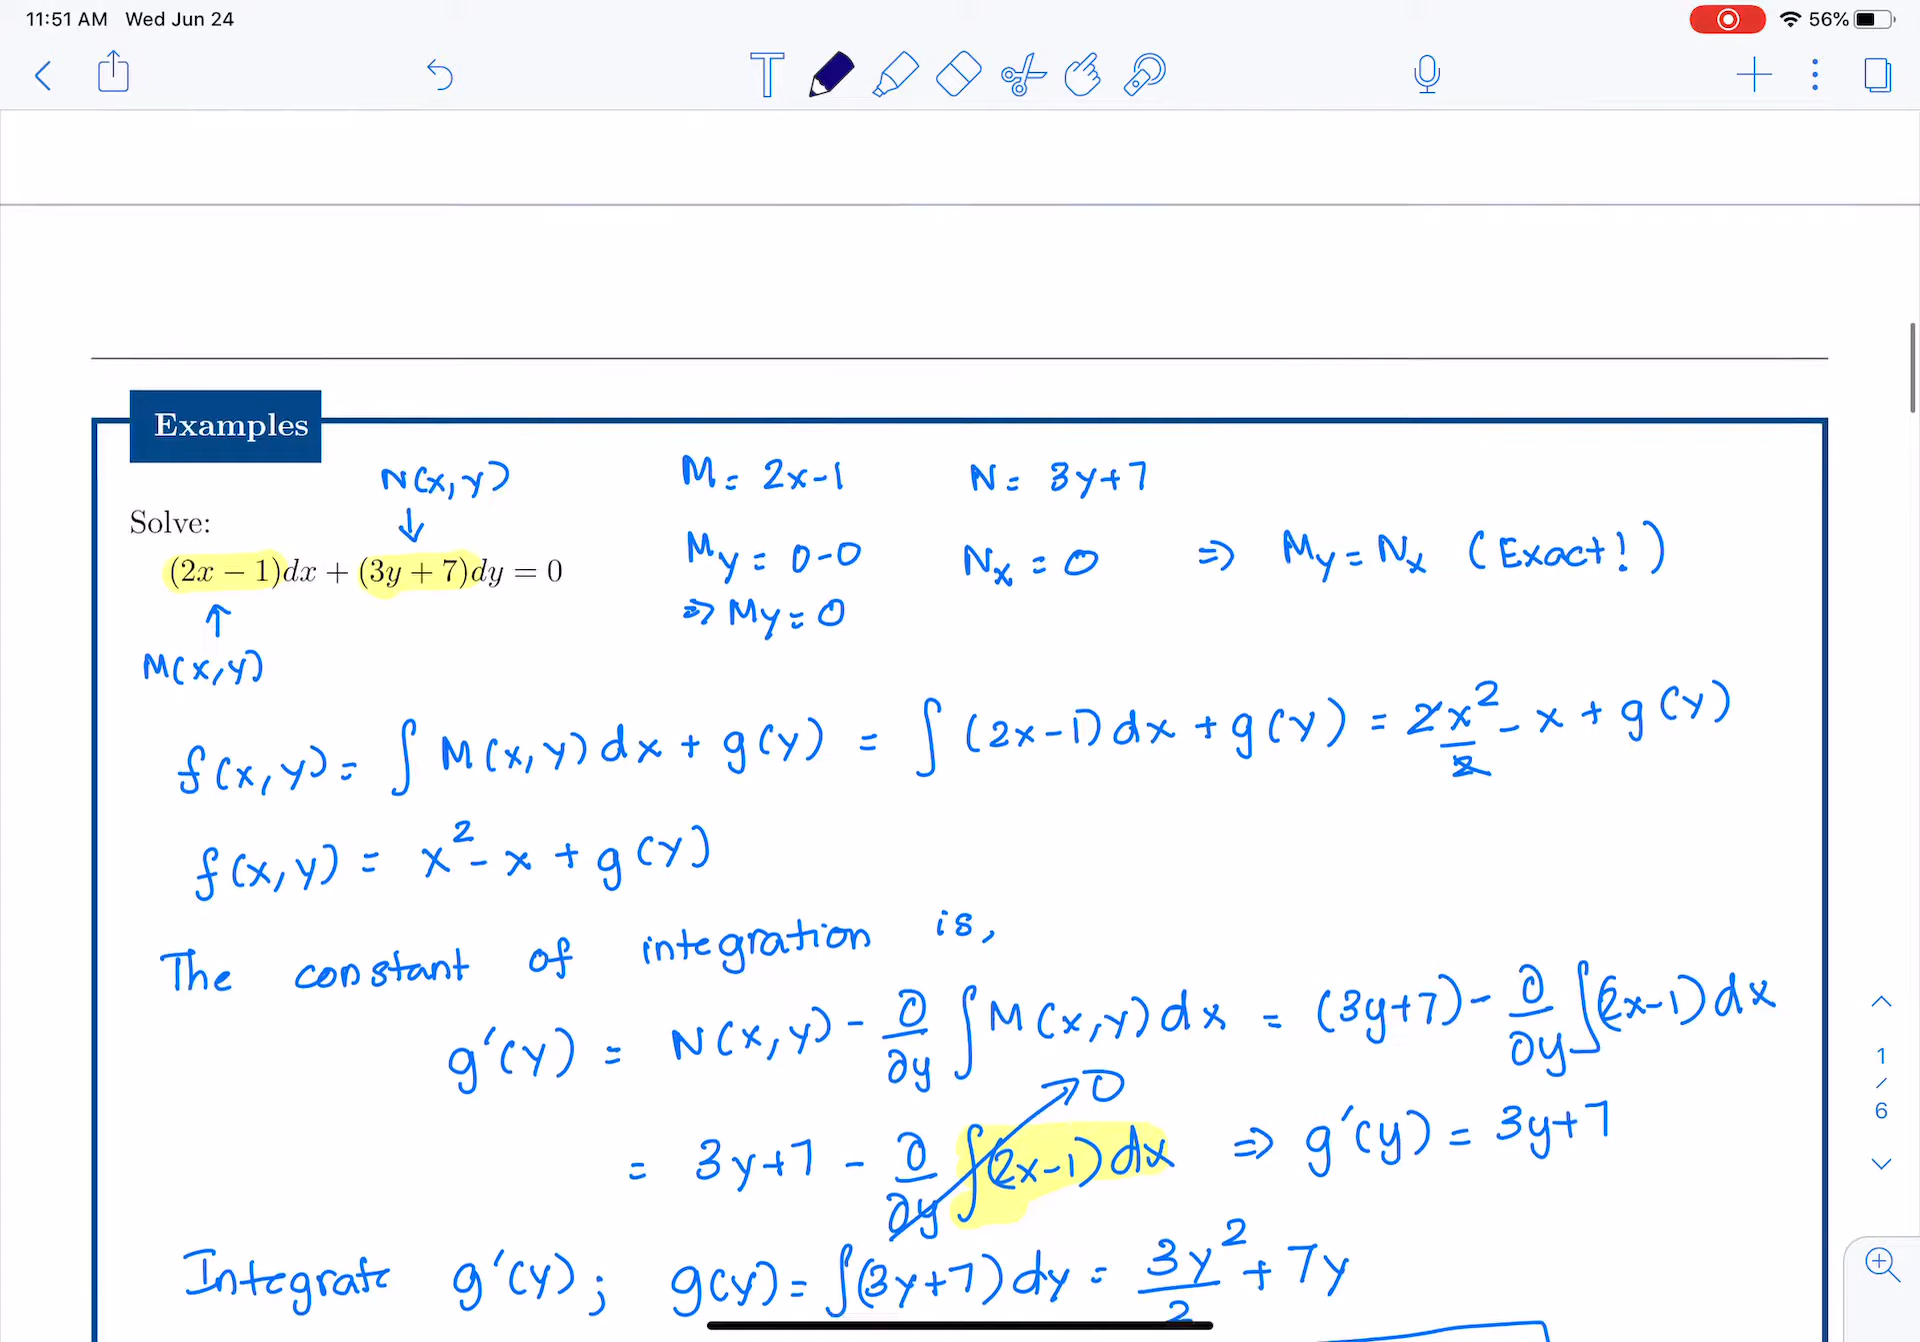 11:51 AM Wed Jun 24 56%
Examples
N(x,y) M = 2x-1 N = 3y+7
Solve:
(2x − 1)dx + (3y + 7)dy = 0 My = 0-0 Nx = 0 ⇒ My = Nx (Exact!)
⇒ My = 0
M(x,y)
f(x,y) = ∫ M(x,y) dx + g(y) = ∫ (2x-1) dx + g(y) = 2x²/2 - x + g(y)
f(x,y) = x² - x + g(y)
The constant of integration is,
g'(y) = N(x,y) - ∂/∂y ∫ M(x,y) dx = (3y+7) - ∂/∂y ∫(2x-1) dx
= 3y+7 - ∂/∂y ∫(2x-1) dx → 0 ⇒ g'(y) = 3y+7
Integrate g'(y); g(y) = ∫(3y+7) dy = 3y²/2 + 7y
1
/
6